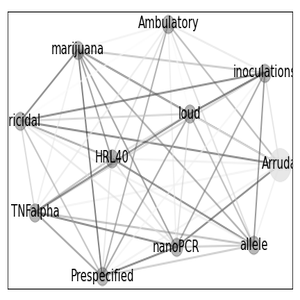 Ambulatory
marijuana
inoculations
ricidal
loud
HRL40
Arruda
TNFalpha
nanoPCR
allele
Prespecified